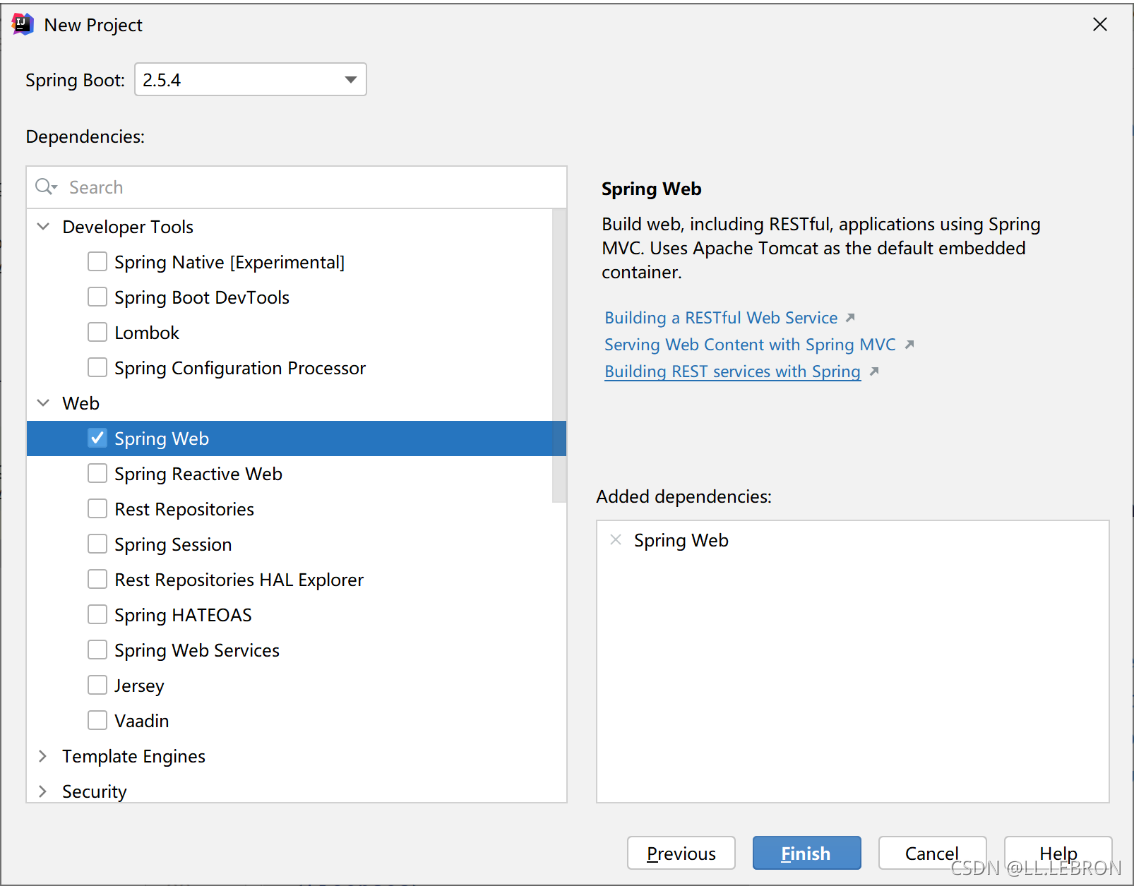 New Project
Spring Boot: 2.5.4
Dependencies:
Search
Developer Tools
Spring Native [Experimental]
Spring Boot DevTools
Lombok
Spring Configuration Processor
Web
Spring Web
Spring Reactive Web
Rest Repositories
Spring Session
Rest Repositories HAL Explorer
Spring HATEOAS
Spring Web Services
Jersey
Vaadin
Template Engines
Security
Spring Web
Build web, including RESTful, applications using Spring
MVC. Uses Apache Tomcat as the default embedded
container.
Building a RESTful Web Service
Serving Web Content with Spring MVC
Building REST services with Spring
Added dependencies:
Spring Web
Previous Finish Cancel Help
CSDN @LL.LEBRON